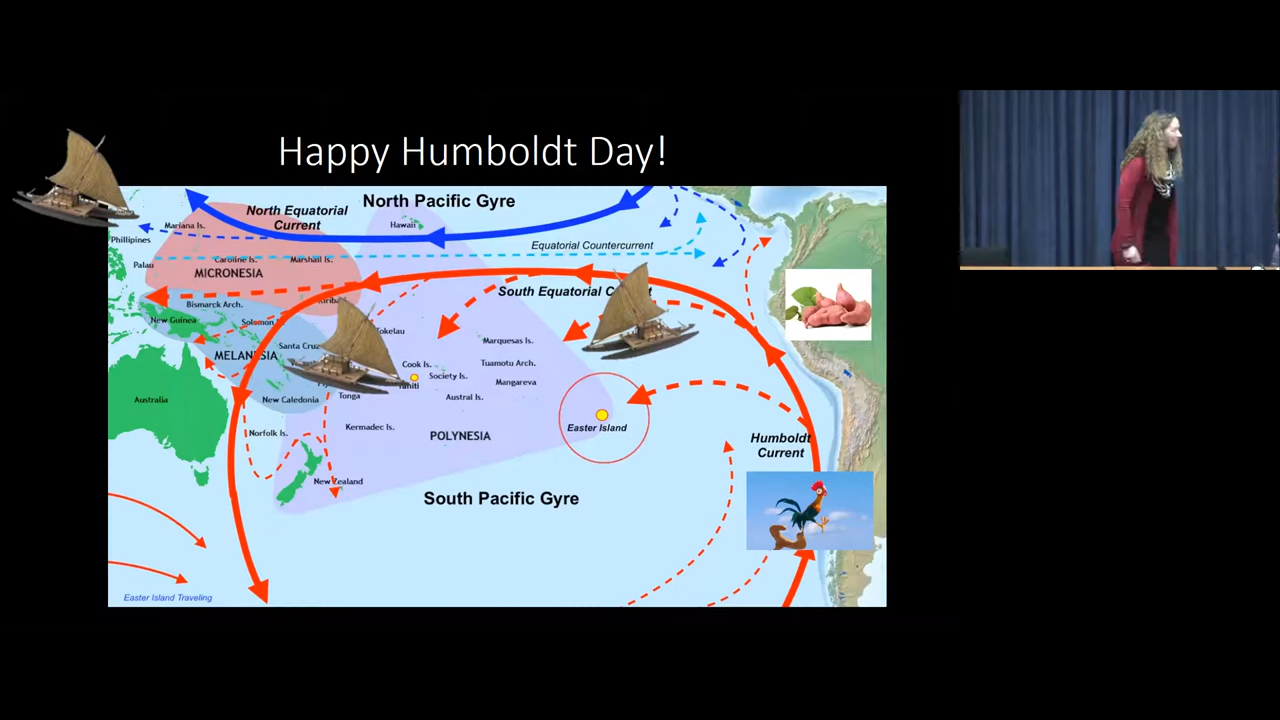 Happy Humboldt Day!
North Pacific Gyre
North Equatorial
Current
Hawaii
Mariana Is.
Phillipines
Equatorial Countercurrent
Palau
Caroline Is.
Marshall Is.
MICRONESIA
South Equatorial
Bismarck Arch.
New Guinea
Solomon
Tokelau
Santa Cruz
Marquesas Is.
MELANESIA
Cook Is.
Tuamotu Arch.
Society Is.
Mangareva
Tahiti
Australia
New Caledonia
Tonga
Austral Is.
Easter Island
Kermadec Is.
Norfolk Is.
POLYNESIA
Humboldt
Current
New Zealand
South Pacific Gyre
Easter Island Traveling